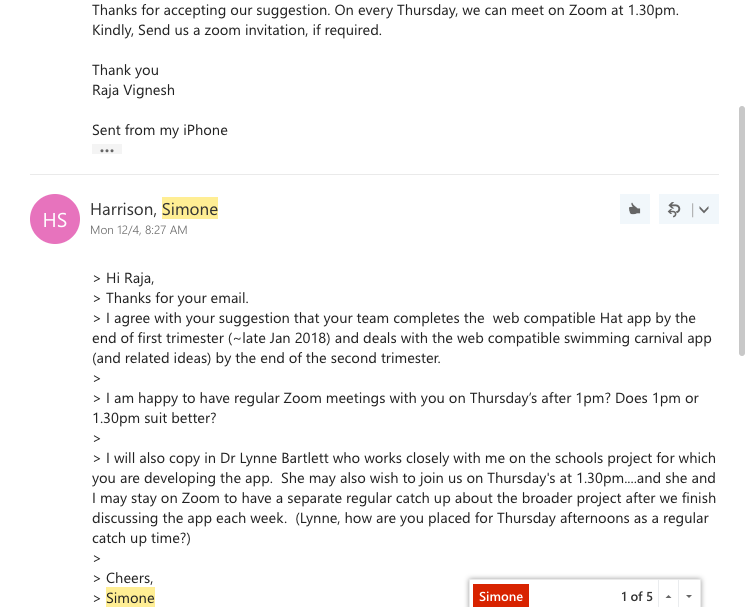 Thanks for accepting our suggestion. On every Thursday, we can meet on Zoom at 1.30pm.
Kindly, Send us a zoom invitation, if required.
Thank you
Raja Vignesh
Sent from my iPhone
...
HS
Harrison, Simone
Mon 12/4, 8:27 AM
> Hi Raja,
> Thanks for your email.
> I agree with your suggestion that your team completes the  web compatible Hat app by the
end of first trimester (~late Jan 2018) and deals with the web compatible swimming carnival app
(and related ideas) by the end of the second trimester.
>
> I am happy to have regular Zoom meetings with you on Thursday's after 1pm? Does 1pm or
1.30pm suit better?
>
> I will also copy in Dr Lynne Bartlett who works closely with me on the schools project for which
you are developing the app.  She may also wish to join us on Thursday's at 1.30pm....and she and
I may stay on Zoom to have a separate regular catch up about the broader project after we finish
discussing the app each week.  (Lynne, how are you placed for Thursday afternoons as a regular
catch up time?)
>
> Cheers,
> Simone
Simone 1 of 5